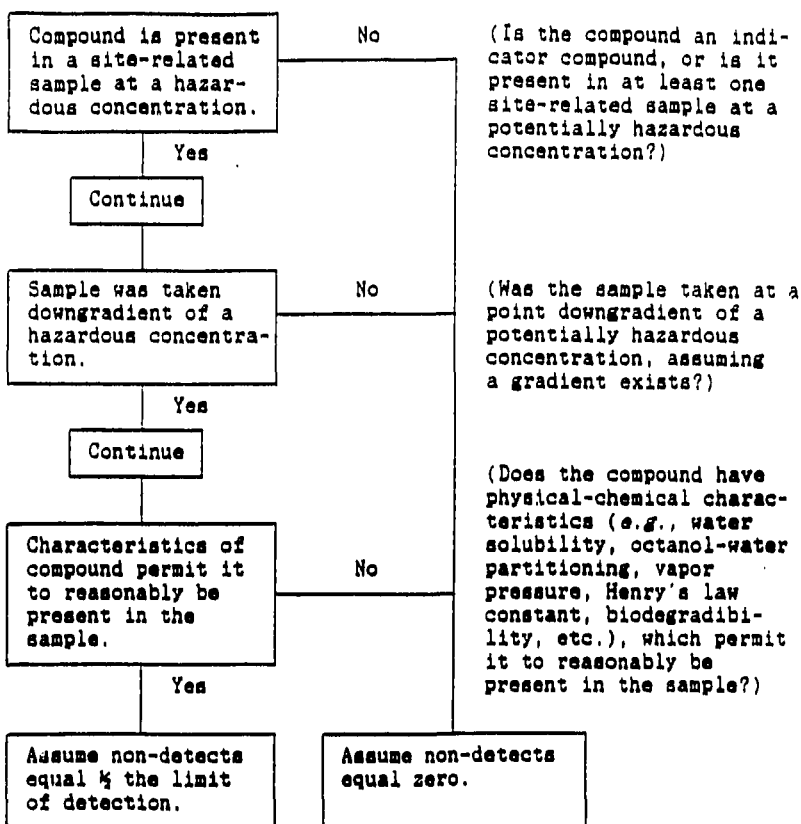 Compound is present
in a site-related
sample at a hazar-
dous concentration.
No
(Is the compound an indi-
cator compound, or is it
present in at least one
site-related sample at a
potentially hazardous
concentration?)
Yes
Continue
Sample was taken
downgradient of a
hazardous concentra-
tion.
No
(Was the sample taken at a
point downgradient of a
potentially hazardous
concentration, assuming
a gradient exists?)
Yes
Continue
Characteristics of
compound permit it
to reasonably be
present in the
sample.
No
(Does the compound have
physical-chemical charac-
teristics (e.g., water
solubility, octanol-water
partitioning, vapor
pressure, Henry's law
constant, biodegradibi-
lity, etc.), which permit
it to reasonably be
present in the sample?)
Yes
Assume non-detects
equal ½ the limit
of detection.
Assume non-detects
equal zero.